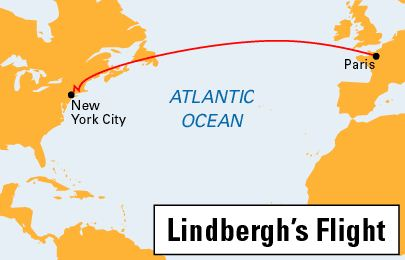 Paris
New
York City
ATLANTIC
OCEAN
Lindbergh's Flight